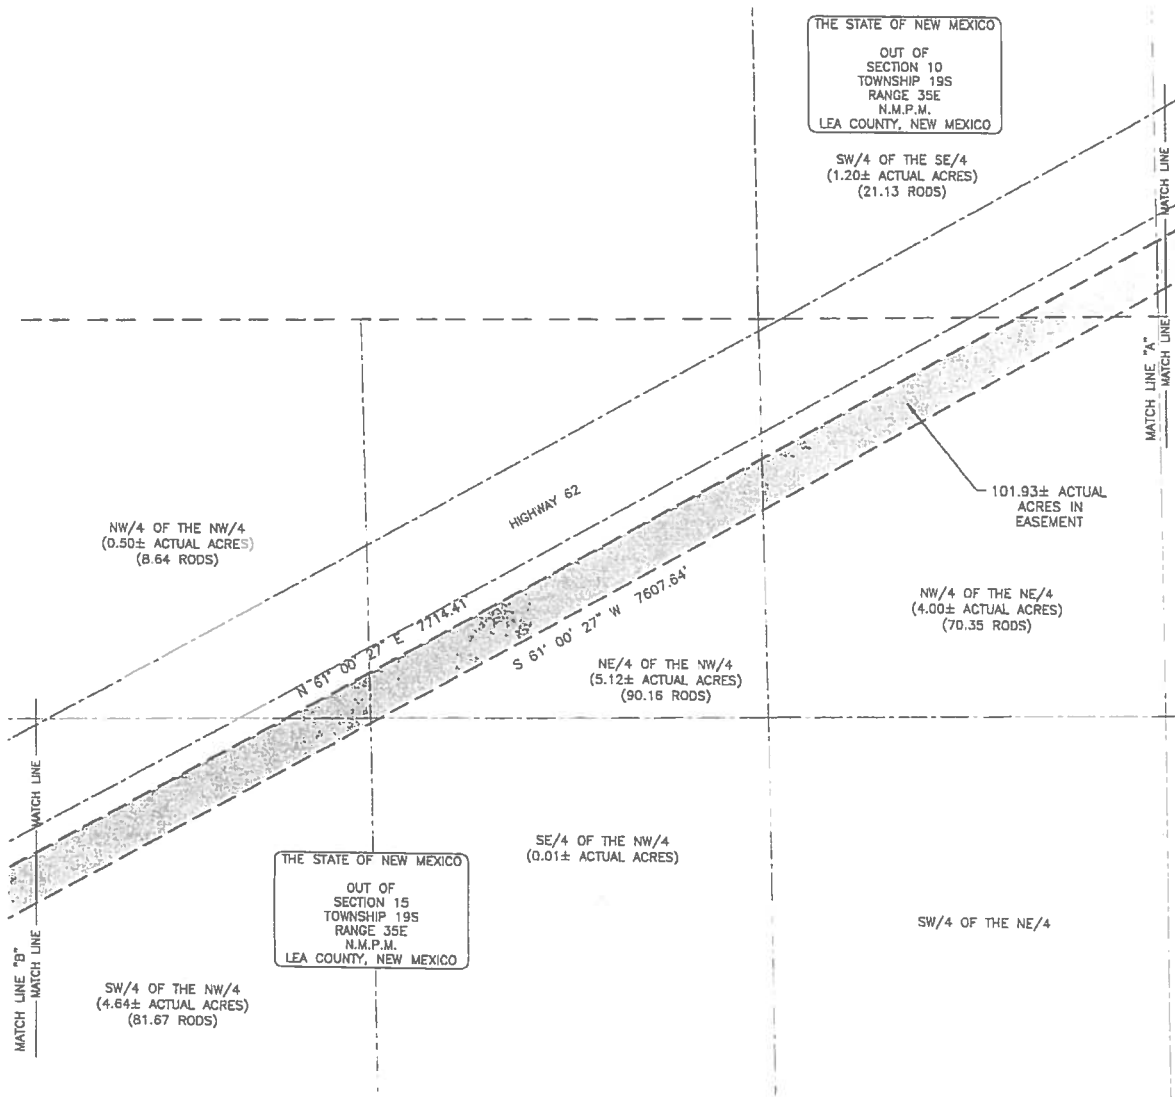 THE STATE OF NEW MEXICO
OUT OF
SECTION 10
TOWNSHIP 19S
RANGE 35E
N.M.P.M.
LEA COUNTY, NEW MEXICO
SW/4 OF THE SE/4
(1.20± ACTUAL ACRES)
(21.13 RODS)
MATCH LINE
MATCH LINE
MATCH LINE "A"
HIGHWAY 62
101.93± ACTUAL
ACRES IN
EASEMENT
NW/4 OF THE NW/4
(0.50± ACTUAL ACRES)
(8.64 RODS)
N 61° 00' 27" E 7714.41'
S 61° 00' 27" W 7607.64'
NW/4 OF THE NE/4
(4.00± ACTUAL ACRES)
(70.35 RODS)
NE/4 OF THE NW/4
(5.12± ACTUAL ACRES)
(90.16 RODS)
MATCH LINE
SE/4 OF THE NW/4
(0.01± ACTUAL ACRES)
THE STATE OF NEW MEXICO
OUT OF
SECTION 15
TOWNSHIP 19S
RANGE 35E
N.M.P.M.
LEA COUNTY, NEW MEXICO
SW/4 OF THE NE/4
MATCH LINE
MATCH LINE "B"
SW/4 OF THE NW/4
(4.64± ACTUAL ACRES)
(81.67 RODS)